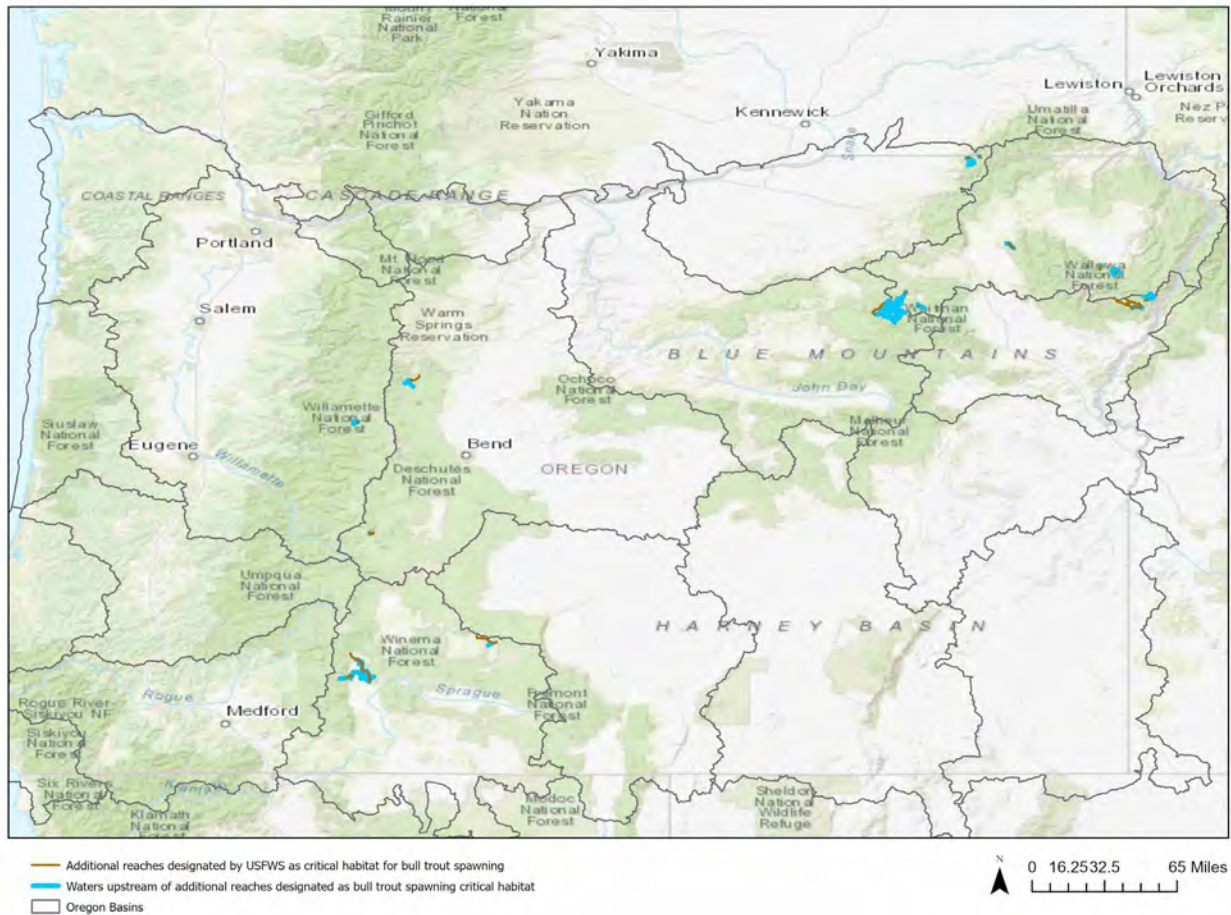 Mount
Rainier
National
Park
National
Forest
Yakima
Lewiston
Lewiston
Orchards
Nez P
Reserv
Umatilla
National
Forest
Kennewick
Yakama
Nation
Reservation
Gifford
Pinchot
National
Forest
Snake
COASTAL RANGES
CASCADE RANGE
Portland
Mt Hood
National
Forest
Wallowa
National
Forest
Salem
Warm
Springs
Reservation
Whitman
National
Forest
BLUE MOUNTAINS
Ochoco
National
Forest
John Day
Siuslaw
National
Forest
Willamette
National
Forest
Malheur
National
Forest
Eugene
Willamette
Bend
OREGON
Deschutes
National
Forest
Umpqua
National
Forest
HARNEY BASIN
Winema
National
Forest
Sprague
Fremont
National
Forest
Rogue
Rogue River-
Siskiyou NF
Medford
Siskiyou
National
Forest
Six Rivers
National
Forest
Klamath
Klamath
National
Forest
Modoc
National
Forest
Sheldon
National
Wildlife
Refuge
Additional reaches designated by USFWS as critical habitat for bull trout spawning
Waters upstream of additional reaches designated as bull trout spawning critical habitat
Oregon Basins
N
0 16.25 32.5 65 Miles